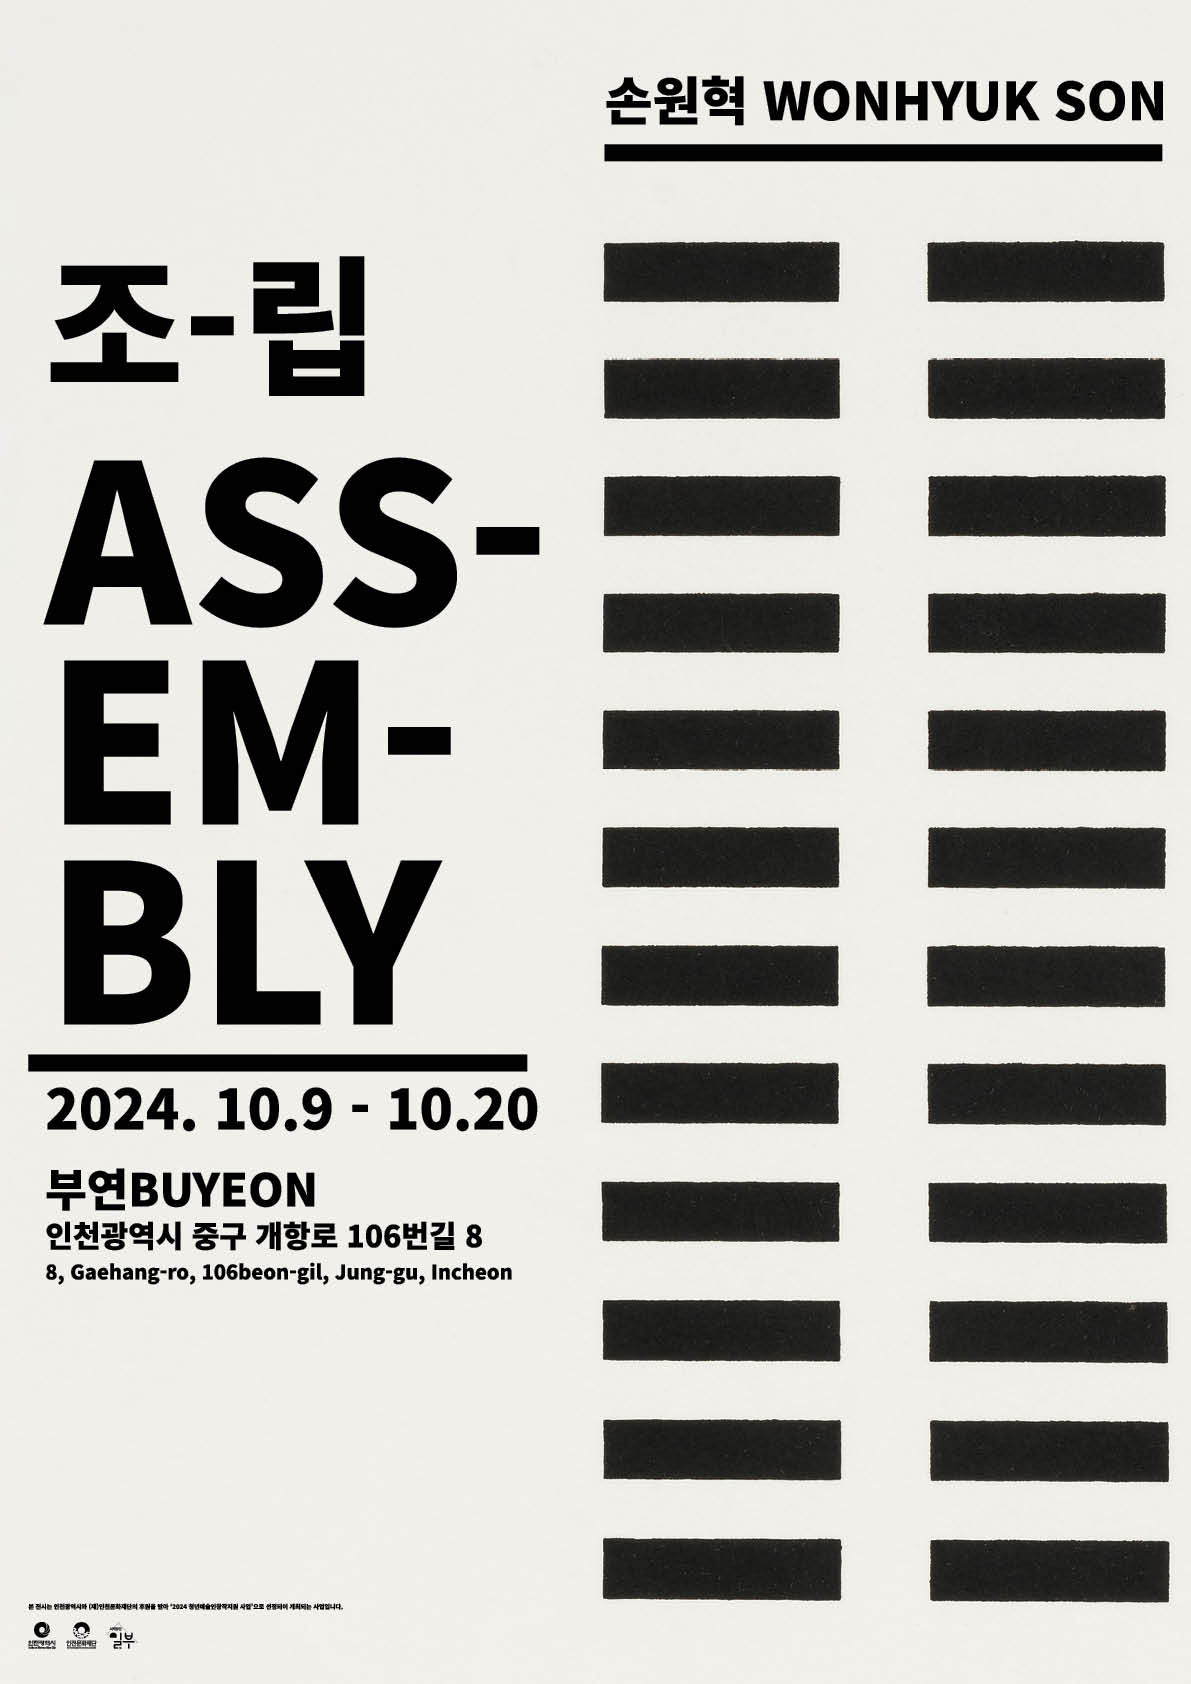 손원혁 WONHYUK SON
조-립
ASS-
EM-
BLY
2024. 10.9 - 10.20
부연BUYEON
인천광역시 중구 개항로 106번길 8
8, Gaehang-ro, 106beon-gil, Jung-gu, Incheon
본 전시는 인천광역시와 (재)인천문화재단의 후원을 받아 '2024 청년예술인창작지원 사업'으로 선정되어 개최되는 사업입니다.
인천광역시
인천문화재단
일부